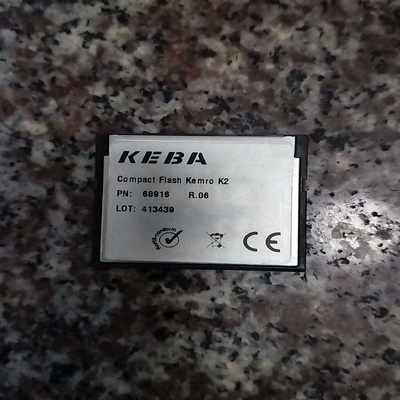 KEBA
Compact Flash Kemro K2
PN: 68916 R.06
LOT: 413439
CE